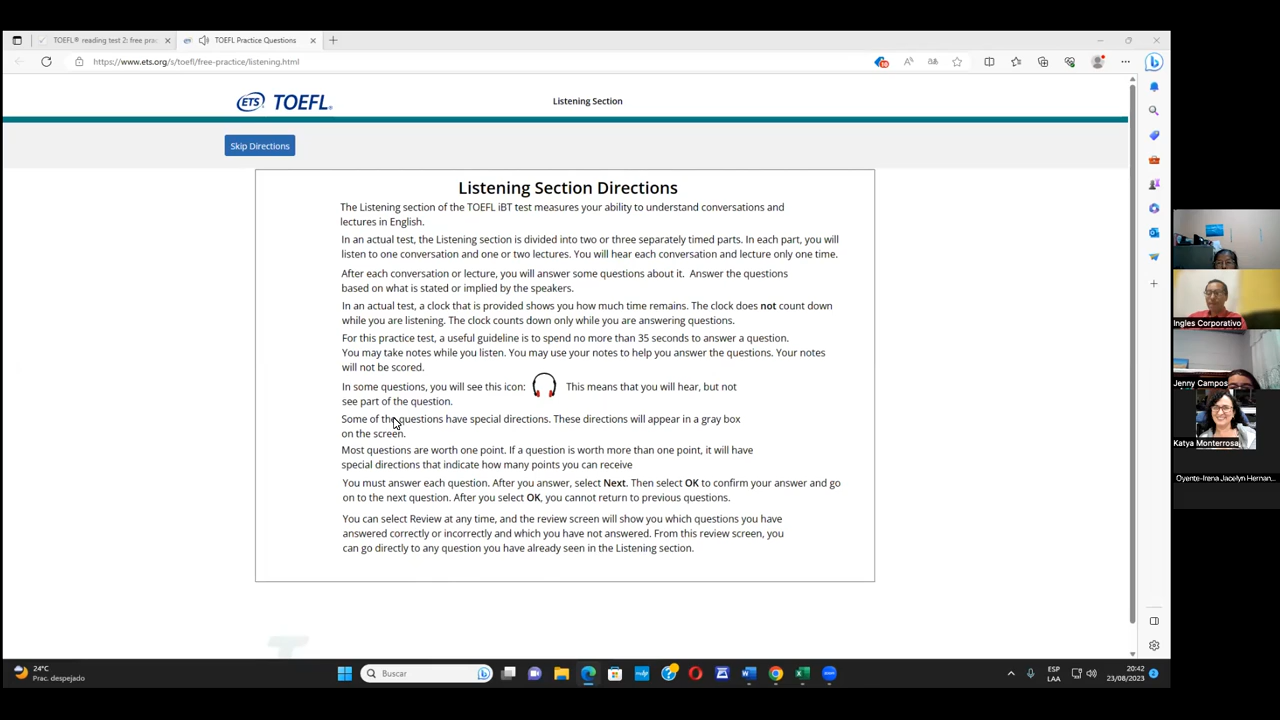 TOEFL® reading test 2: free prac
TOEFL Practice Questions
https://www.ets.org/s/toefl/free-practice/listening.html
10
ETS TOEFL®
Listening Section
Skip Directions
Listening Section Directions
The Listening section of the TOEFL iBT test measures your ability to understand conversations and
lectures in English.
In an actual test, the Listening section is divided into two or three separately timed parts. In each part, you will
listen to one conversation and one or two lectures. You will hear each conversation and lecture only one time.
After each conversation or lecture, you will answer some questions about it. Answer the questions
based on what is stated or implied by the speakers.
In an actual test, a clock that is provided shows you how much time remains. The clock does not count down
while you are listening. The clock counts down only while you are answering questions.
For this practice test, a useful guideline is to spend no more than 35 seconds to answer a question.
You may take notes while you listen. You may use your notes to help you answer the questions. Your notes
will not be scored.
In some questions, you will see this icon: This means that you will hear, but not
see part of the question.
Some of the questions have special directions. These directions will appear in a gray box
on the screen.
Most questions are worth one point. If a question is worth more than one point, it will have
special directions that indicate how many points you can receive
You must answer each question. After you answer, select Next. Then select OK to confirm your answer and go
on to the next question. After you select OK, you cannot return to previous questions.
You can select Review at any time, and the review screen will show you which questions you have
answered correctly or incorrectly and which you have not answered. From this review screen, you
can go directly to any question you have already seen in the Listening section.
Ingles Corporativo
Jenny Campos
Katya Monterrosa
Oyente-Irena Jacelyn Hernan...
24°C
Prac. despejado
Buscar
ESP
LAA
20:42
23/08/2023